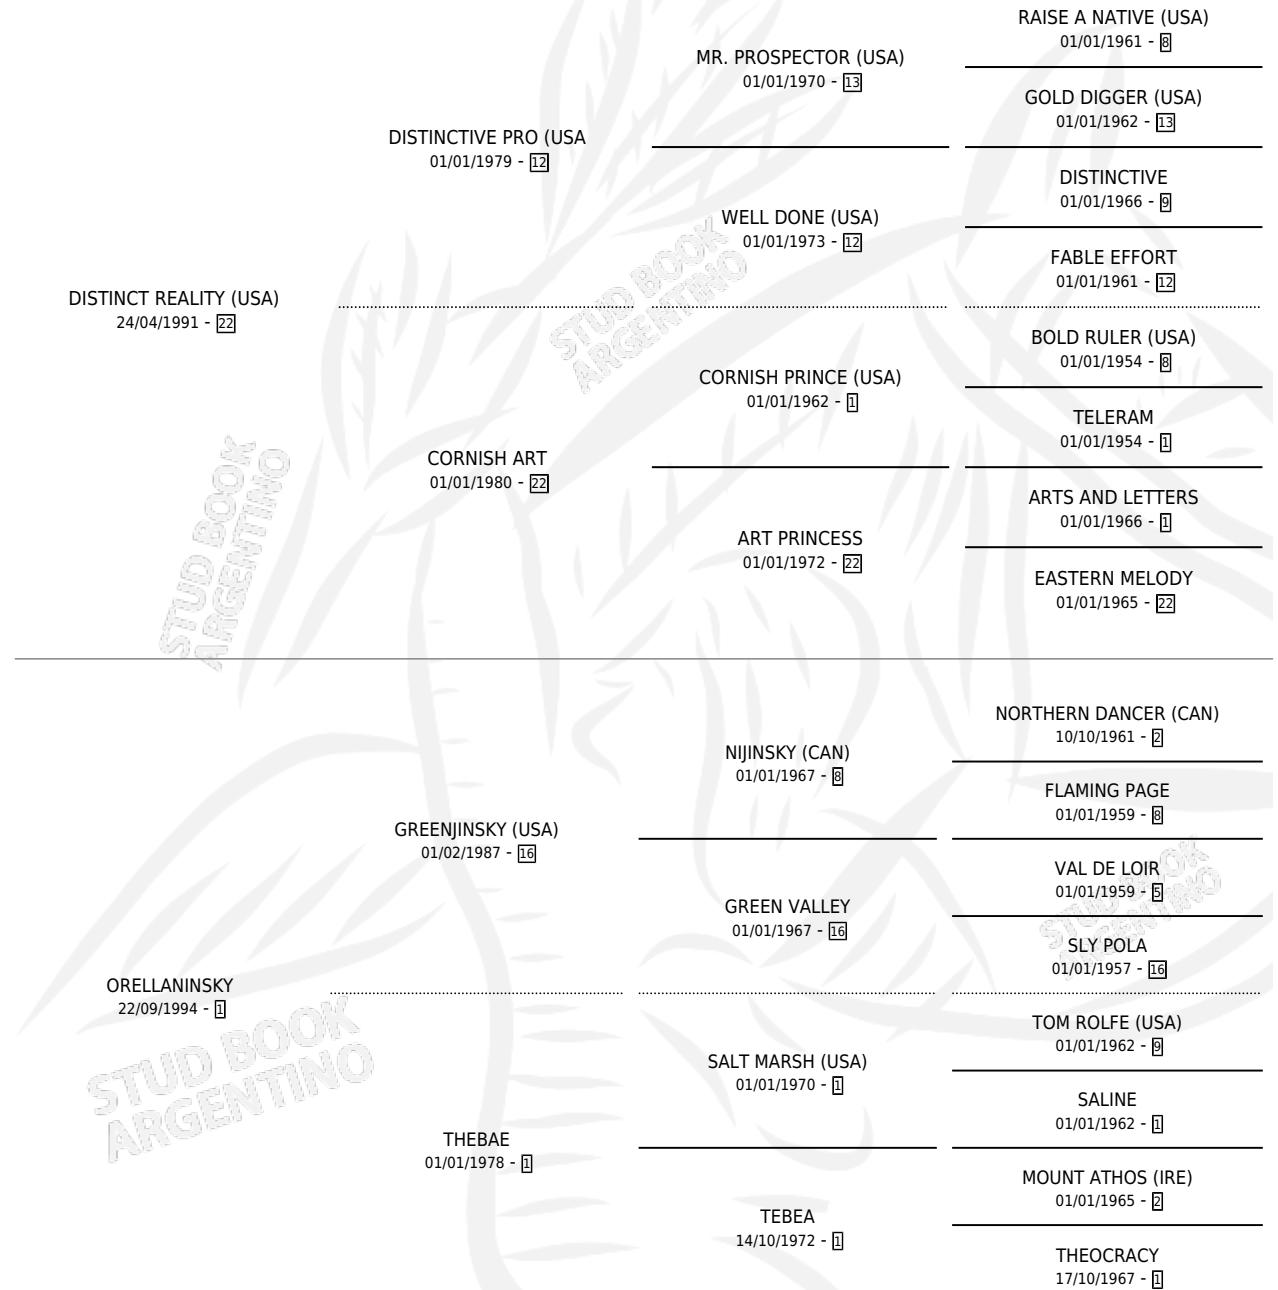 RAISE A NATIVE (USA)
01/01/1961 - 8
MR. PROSPECTOR (USA)
01/01/1970 - 13
GOLD DIGGER (USA)
01/01/1962 - 13
DISTINCTIVE PRO (USA
01/01/1979 - 12
DISTINCTIVE
01/01/1966 - 9
WELL DONE (USA)
01/01/1973 - 12
FABLE EFFORT
01/01/1961 - 12
DISTINCT REALITY (USA)
24/04/1991 - 22
BOLD RULER (USA)
01/01/1954 - 8
CORNISH PRINCE (USA)
01/01/1962 - 1
TELERAM
01/01/1954 - 1
CORNISH ART
01/01/1980 - 22
ARTS AND LETTERS
01/01/1966 - 1
ART PRINCESS
01/01/1972 - 22
EASTERN MELODY
01/01/1965 - 22
NORTHERN DANCER (CAN)
10/10/1961 - 2
NIJINSKY (CAN)
01/01/1967 - 8
FLAMING PAGE
01/01/1959 - 8
GREENJINSKY (USA)
01/02/1987 - 16
VAL DE LOIR
01/01/1959 - 5
GREEN VALLEY
01/01/1967 - 16
SLY POLA
01/01/1957 - 16
ORELLANINSKY
22/09/1994 - 1
TOM ROLFE (USA)
01/01/1962 - 9
SALT MARSH (USA)
01/01/1970 - 1
SALINE
01/01/1962 - 1
THEBAE
01/01/1978 - 1
MOUNT ATHOS (IRE)
01/01/1965 - 2
TEBEA
14/10/1972 - 1
THEOCRACY
17/10/1967 - 1
STUD BOOK
ARGENTINO
STUD BOOK
ARGENTINO
STUD BOOK
ARGENTINO
STUD BOOK
ARGENTINO